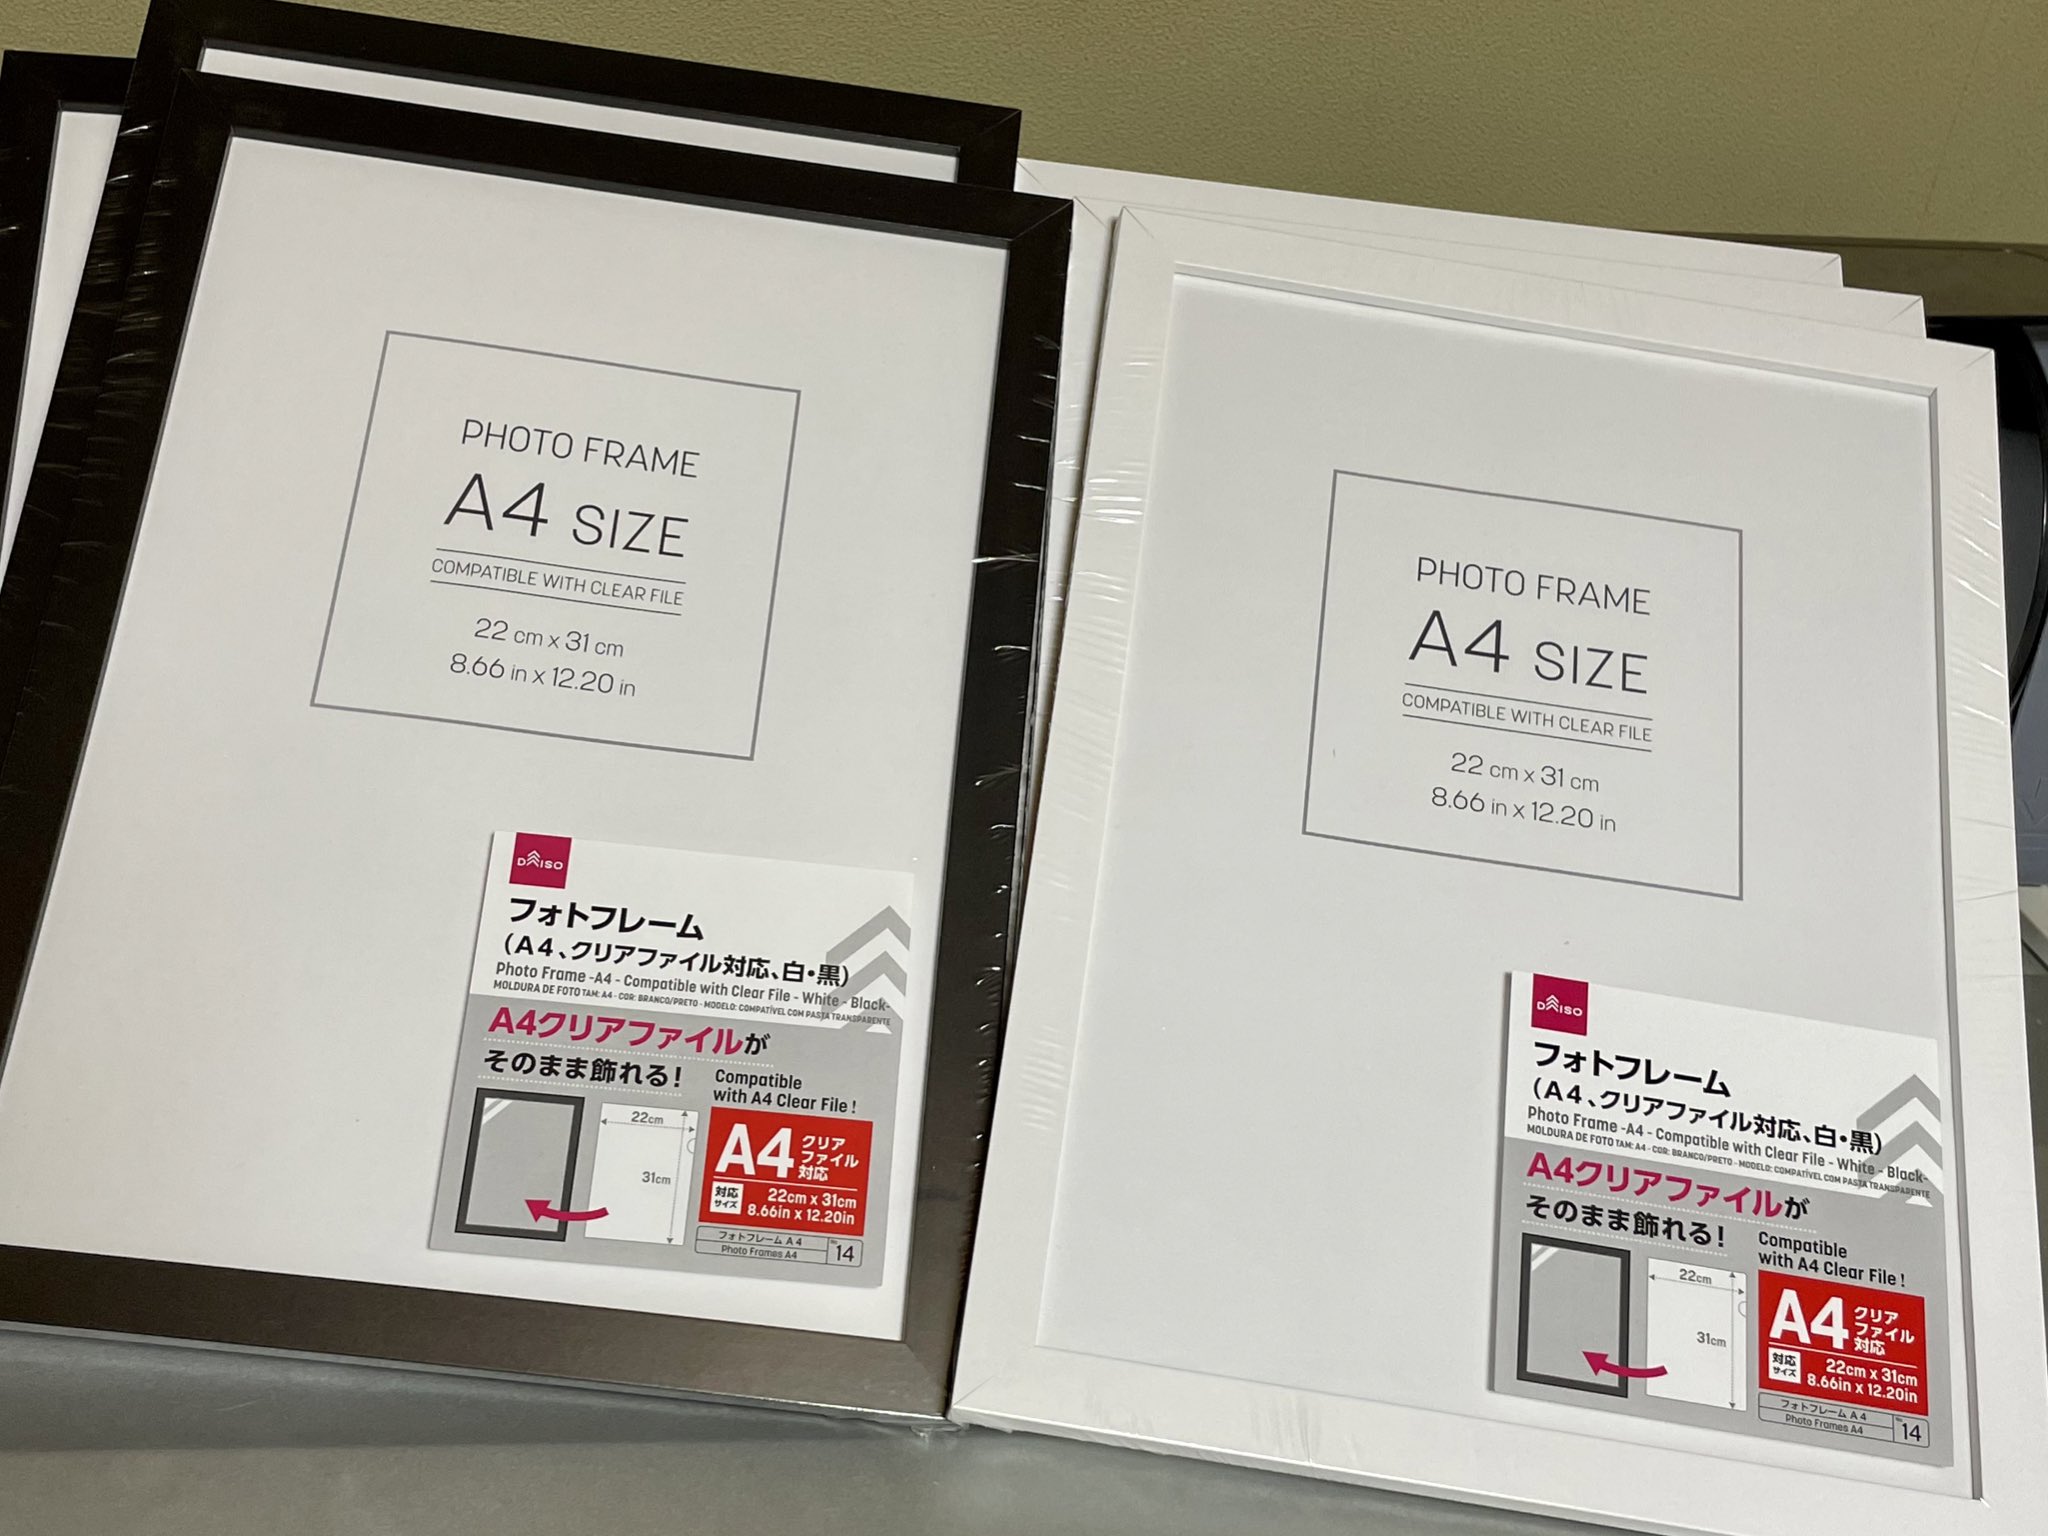 PHOTO FRAME
A4 SIZE
COMPATIBLE WITH CLEAR FILE
22 cm x 31 cm
8.66 in x 12.20 in
DAISO
フォトフレーム
(A4、クリアファイル対応、白・黒)
Photo Frame -A4 - Compatible with Clear File - White - Black-
MOLDURA DE FOTO TAM: A4 - COR: BRANCO/PRETO - MODELO: COMPATÍVEL COM PASTA TRANSPARENTE
A4クリアファイルが
そのまま飾れる!
Compatible
with A4 Clear File !
22cm
31cm
A4 クリア
ファイル
対応
対応
サイズ
22cm x 31cm
8.66in x 12.20in
フォトフレーム A4
Photo Frames A4
No.
14
PHOTO FRAME
A4 SIZE
COMPATIBLE WITH CLEAR FILE
22 cm x 31 cm
8.66 in x 12.20 in
DAISO
フォトフレーム
(A4、クリアファイル対応、白・黒)
Photo Frame -A4 - Compatible with Clear File - White - Black-
MOLDURA DE FOTO TAM: A4 - COR: BRANCO/PRETO - MODELO: COMPATÍVEL COM PASTA TRANSPARENTE
A4クリアファイルが
そのまま飾れる!
Compatible
with A4 Clear File !
22cm
31cm
A4 クリア
ファイル
対応
対応
サイズ
22cm x 31cm
8.66in x 12.20in
フォトフレーム A4
Photo Frames A4
No.
14